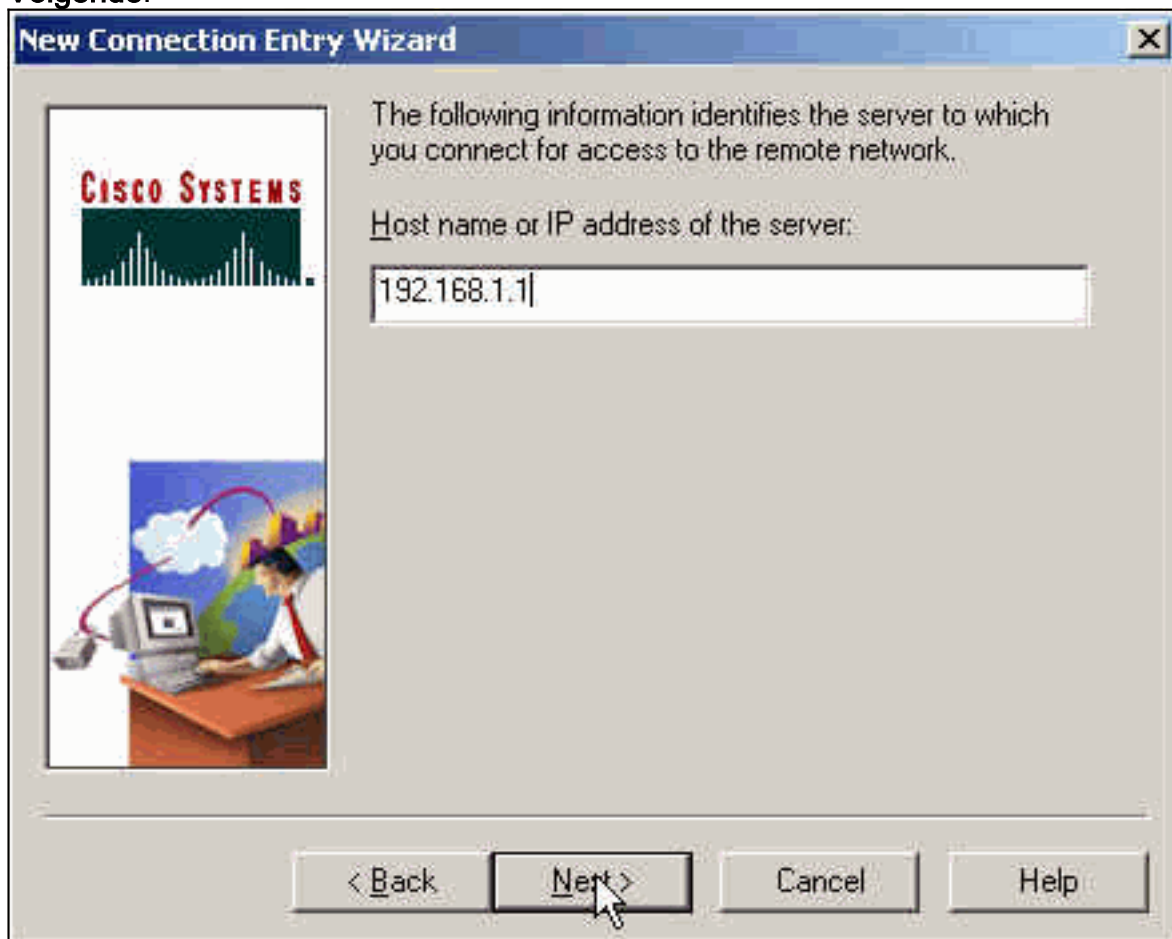 Volgende.
New Connection Entry Wizard
CISCO SYSTEMS
The following information identifies the server to which
you connect for access to the remote network.
Host name or IP address of the server:
192.168.1.1
< Back
Next >
Cancel
Help